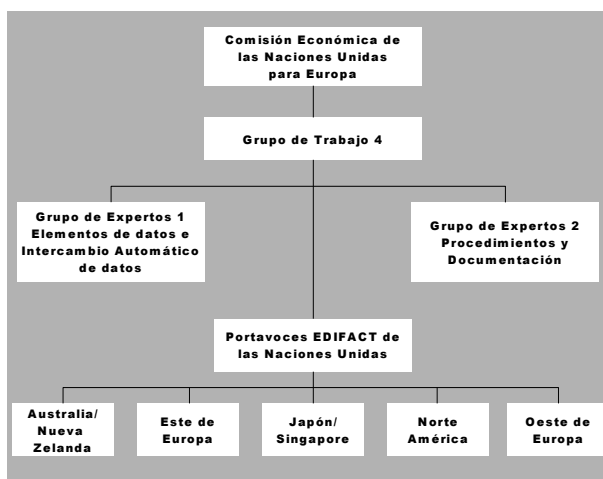 Comisión Económica de
las Naciones Unidas
para Europa
Grupo de Trabajo 4
Grupo de Expertos 1
Elementos de datos e
Intercambio Automático
de datos
Grupo de Expertos 2
Procedimientos y
Documentación
Portavoces EDIFACT de
las Naciones Unidas
Australia/
Nueva
Zelanda
Este de
Europa
Japón/
Singapore
Norte
América
Oeste de
Europa